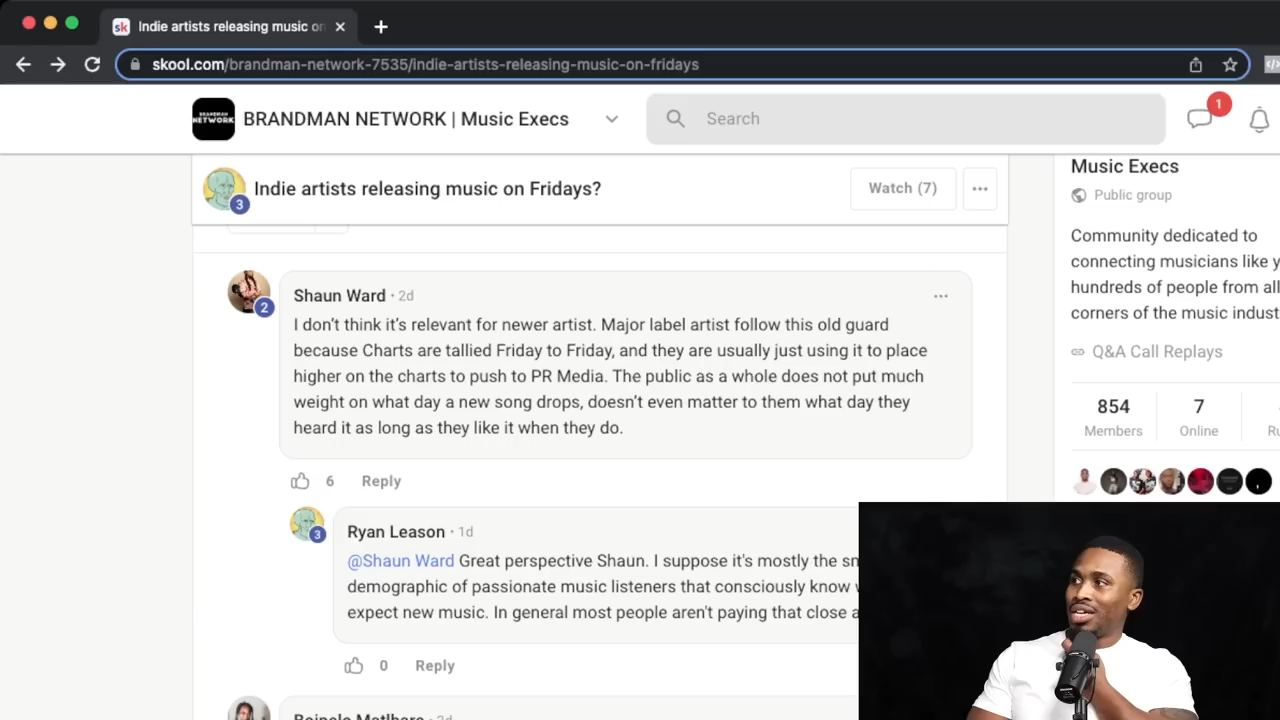 sk Indie artists releasing music on
skool.com/brandman-network-7535/indie-artists-releasing-music-on-fridays
BRANDMAN NETWORK
BRANDMAN NETWORK | Music Execs
Search
1
3
Indie artists releasing music on Fridays?
Watch (7)
Music Execs
Public group
Community dedicated to
connecting musicians like y
hundreds of people from all
corners of the music indust
Q&A Call Replays
854
Members
7
Online
Ru
2
Shaun Ward · 2d
I don't think it's relevant for newer artist. Major label artist follow this old guard
because Charts are tallied Friday to Friday, and they are usually just using it to place
higher on the charts to push to PR Media. The public as a whole does not put much
weight on what day a new song drops, doesn't even matter to them what day they
heard it as long as they like it when they do.
6 Reply
3
Ryan Leason · 1d
@Shaun Ward Great perspective Shaun. I suppose it's mostly the sm
demographic of passionate music listeners that consciously know
expect new music. In general most people aren't paying that close a
0 Reply